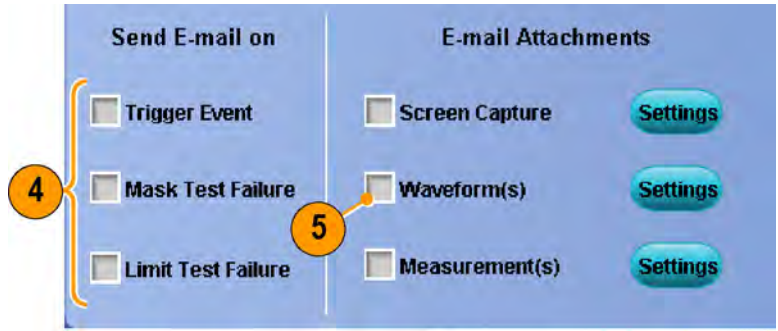 Send E-mail on
E-mail Attachments
Trigger Event
Screen Capture
Settings
4
Mask Test Failure
Waveform(s)
Settings
5
Limit Test Failure
Measurement(s)
Settings